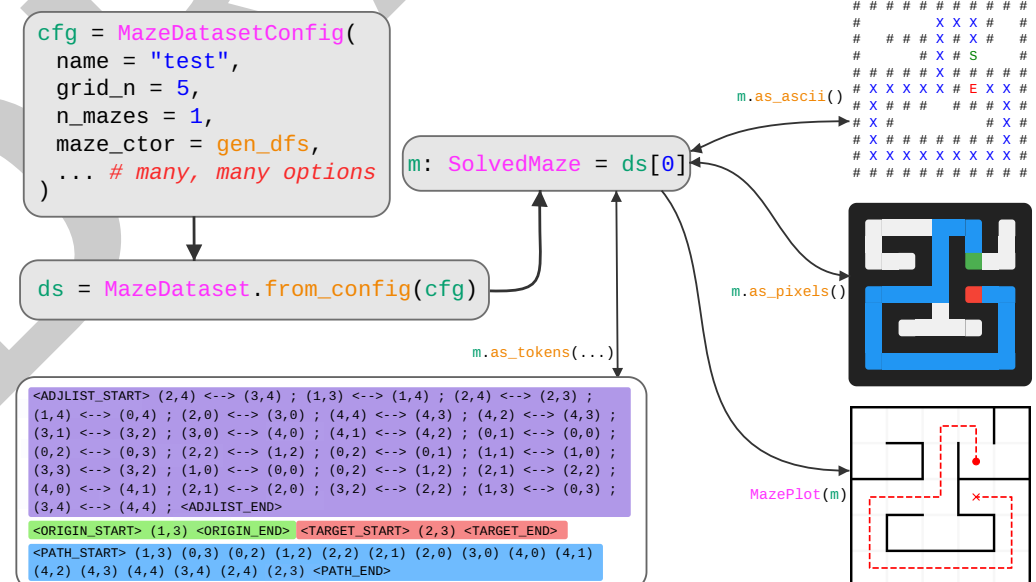 cfg = MazeDatasetConfig(
name = "test",
grid_n = 5,
n_mazes = 1,
maze_ctor = gen_dfs,
... # many, many options
)
ds = MazeDataset.from_config(cfg)
m: SolvedMaze = ds[0]
m.as_ascii()
# # # # # # # # # # #
#         X X X #   #
#   # # # X # X #   #
#       # X # S     #
# # # # # X # # # # #
# X X X X X # E X X #
# X # # #   # # # X #
# X #           # X #
# X # # # # # # # X #
# X X X X X X X X X #
# # # # # # # # # # #
m.as_pixels()
m.as_tokens(...)
MazePlot(m)
<ADJLIST_START> (2,4) <--> (3,4) ; (1,3) <--> (1,4) ; (2,4) <--> (2,3) ;
(1,4) <--> (0,4) ; (2,0) <--> (3,0) ; (4,4) <--> (4,3) ; (4,2) <--> (4,3) ;
(3,1) <--> (3,2) ; (3,0) <--> (4,0) ; (4,1) <--> (4,2) ; (0,1) <--> (0,0) ;
(0,2) <--> (0,3) ; (2,2) <--> (1,2) ; (0,2) <--> (0,1) ; (1,1) <--> (1,0) ;
(3,3) <--> (3,2) ; (1,0) <--> (0,0) ; (0,2) <--> (1,2) ; (2,1) <--> (2,2) ;
(4,0) <--> (4,1) ; (2,1) <--> (2,0) ; (3,2) <--> (2,2) ; (1,3) <--> (0,3) ;
(3,4) <--> (4,4) ; <ADJLIST_END>
<ORIGIN_START> (1,3) <ORIGIN_END> <TARGET_START> (2,3) <TARGET_END>
<PATH_START> (1,3) (0,3) (0,2) (1,2) (2,2) (2,1) (2,0) (3,0) (4,0) (4,1)
(4,2) (4,3) (4,4) (3,4) (2,4) (2,3) <PATH_END>